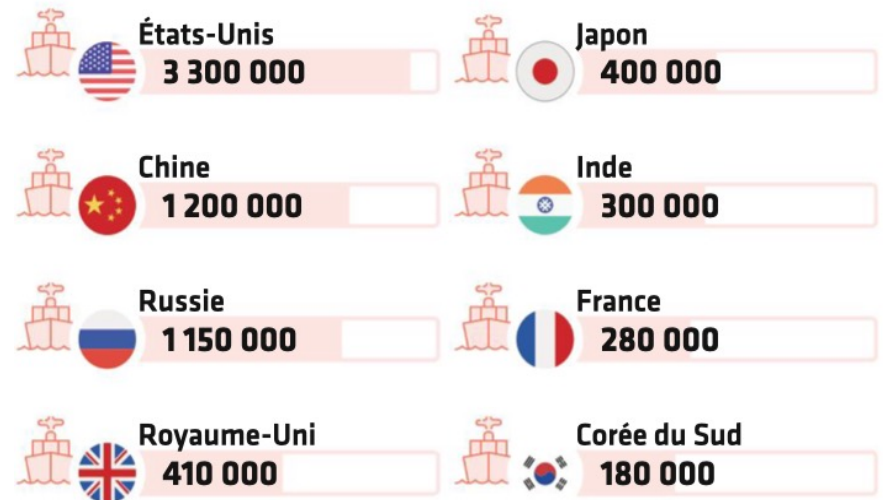 États-Unis
3 300 000
Chine
1 200 000
Russie
1 150 000
Royaume-Uni
410 000
Japon
400 000
Inde
300 000
France
280 000
Corée du Sud
180 000